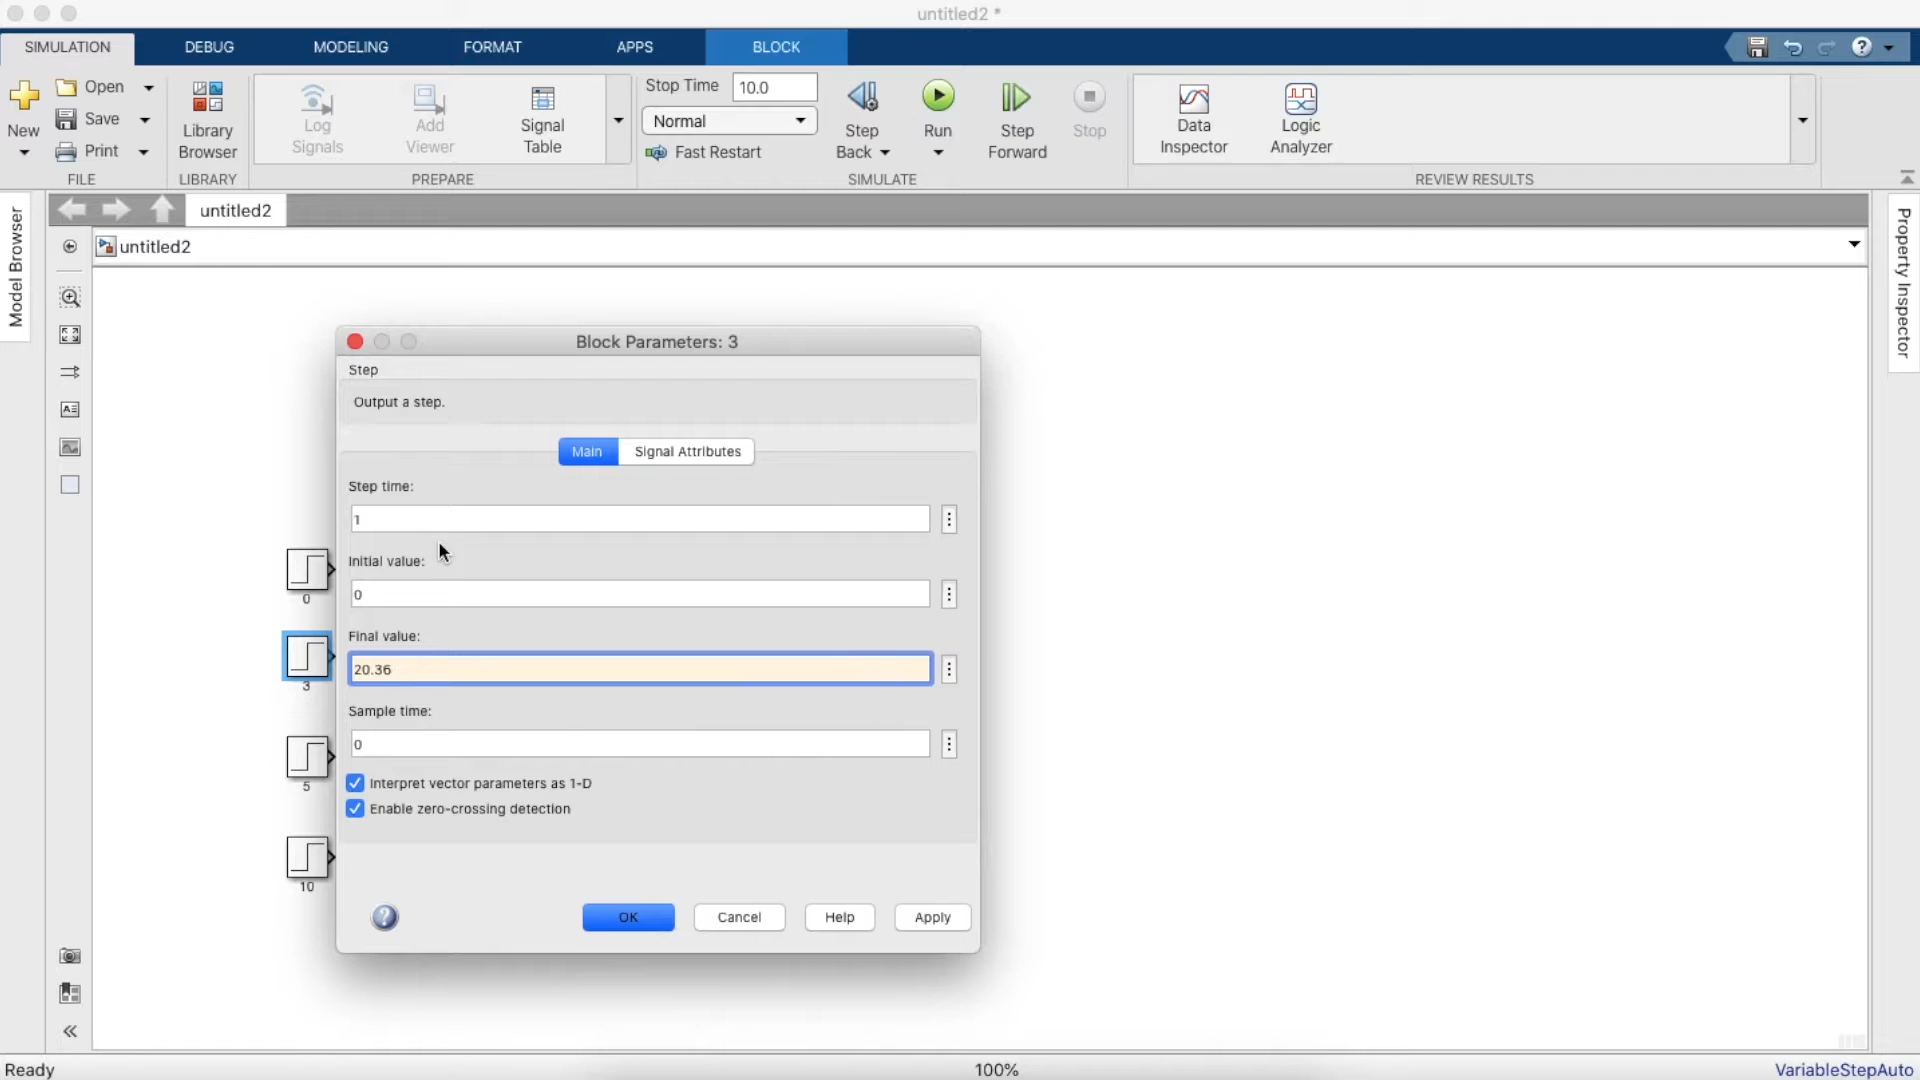 untitled2 *
SIMULATION DEBUG MODELING FORMAT APPS BLOCK
New
Open
Save
Print
FILE
Library
Browser
LIBRARY
Log
Signals
Add
Viewer
Signal
Table
PREPARE
Stop Time 10.0
Normal
Fast Restart
Step
Back
Run
Step
Forward
Stop
SIMULATE
Data
Inspector
Logic
Analyzer
REVIEW RESULTS
Model Browser
untitled2
untitled2
Property Inspector
0
3
5
10
Block Parameters: 3
Step
Output a step.
Main Signal Attributes
Step time:
1
Initial value:
0
Final value:
20.36
Sample time:
0
Interpret vector parameters as 1-D
Enable zero-crossing detection
OK Cancel Help Apply
Ready 100% VariableStepAuto